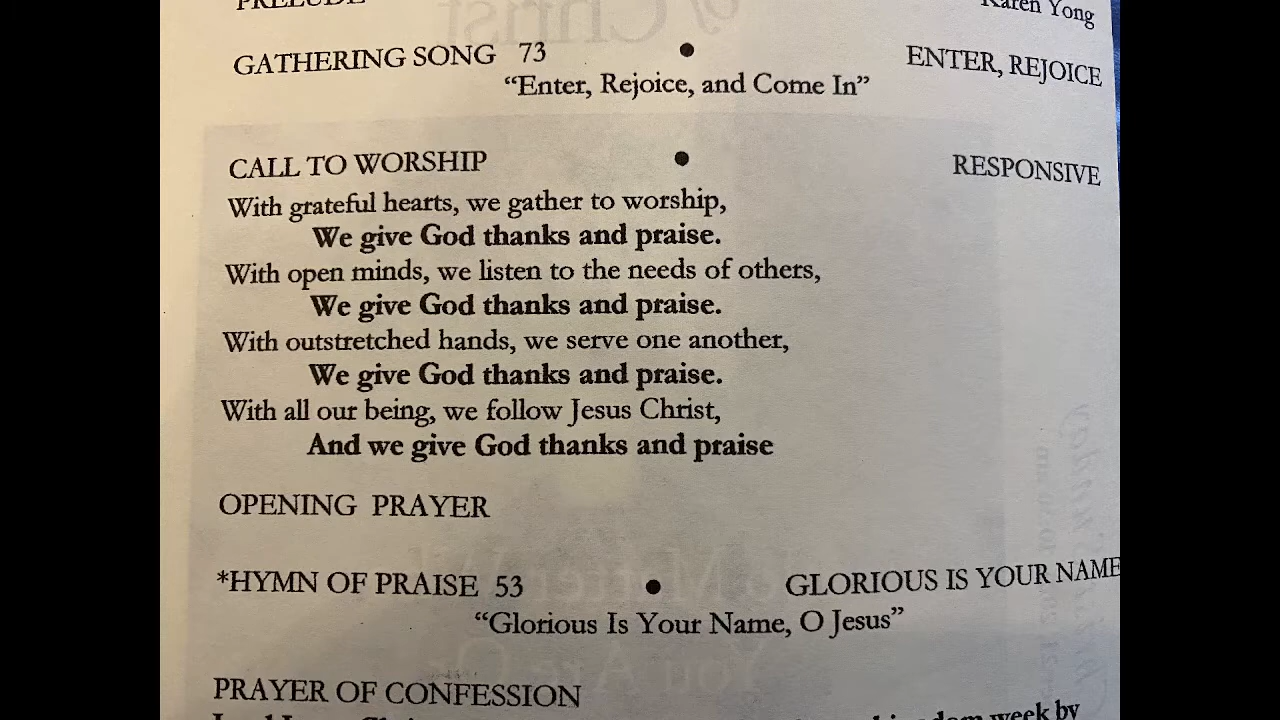 PRELUDE Karen Yong
GATHERING SONG 73 • ENTER, REJOICE
“Enter, Rejoice, and Come In”
CALL TO WORSHIP • RESPONSIVE
With grateful hearts, we gather to worship,
We give God thanks and praise.
With open minds, we listen to the needs of others,
We give God thanks and praise.
With outstretched hands, we serve one another,
We give God thanks and praise.
With all our being, we follow Jesus Christ,
And we give God thanks and praise
OPENING PRAYER
*HYMN OF PRAISE 53 • GLORIOUS IS YOUR NAME
“Glorious Is Your Name, O Jesus”
PRAYER OF CONFESSION
week by